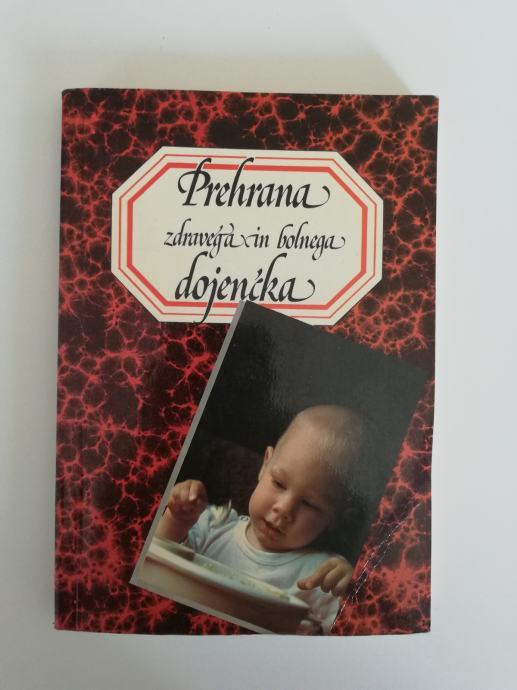 Prehrana
zdravega in bolnega
dojenčka